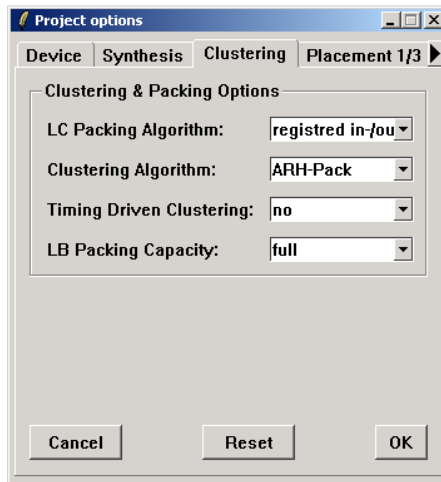 Project options
Device Synthesis Clustering Placement 1/3
Clustering & Packing Options
LC Packing Algorithm: registred in-/ou
Clustering Algorithm: ARH-Pack
Timing Driven Clustering: no
LB Packing Capacity: full
Cancel Reset OK